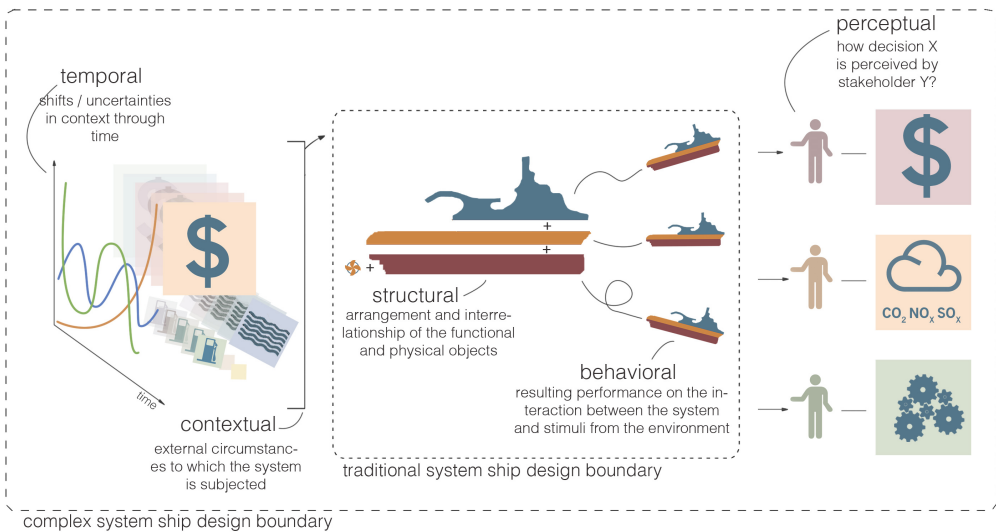 temporal
shifts / uncertainties
in context through
time
$
time
contextual
external circumstanc-
es to which the system
is subjected
structural
arrangement and interre-
relationship of the functional
and physical objects
+
+
+
behavioral
resulting performance on the in-
teraction between the system
and stimuli from the environment
traditional system ship design boundary
perceptual
how decision X
is perceived by
stakeholder Y?
$
CO₂ NOₓ SOₓ
complex system ship design boundary